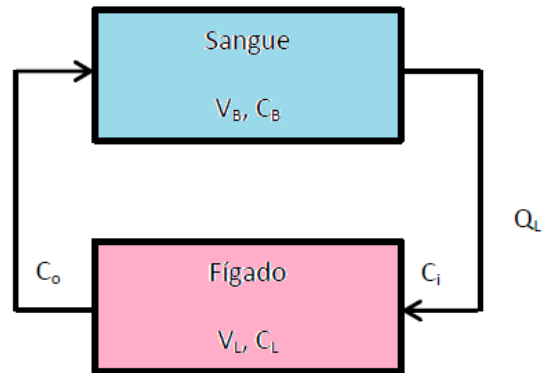 Sangue
V_B, C_B
Q_L
C_o
Fígado
C_i
V_L, C_L